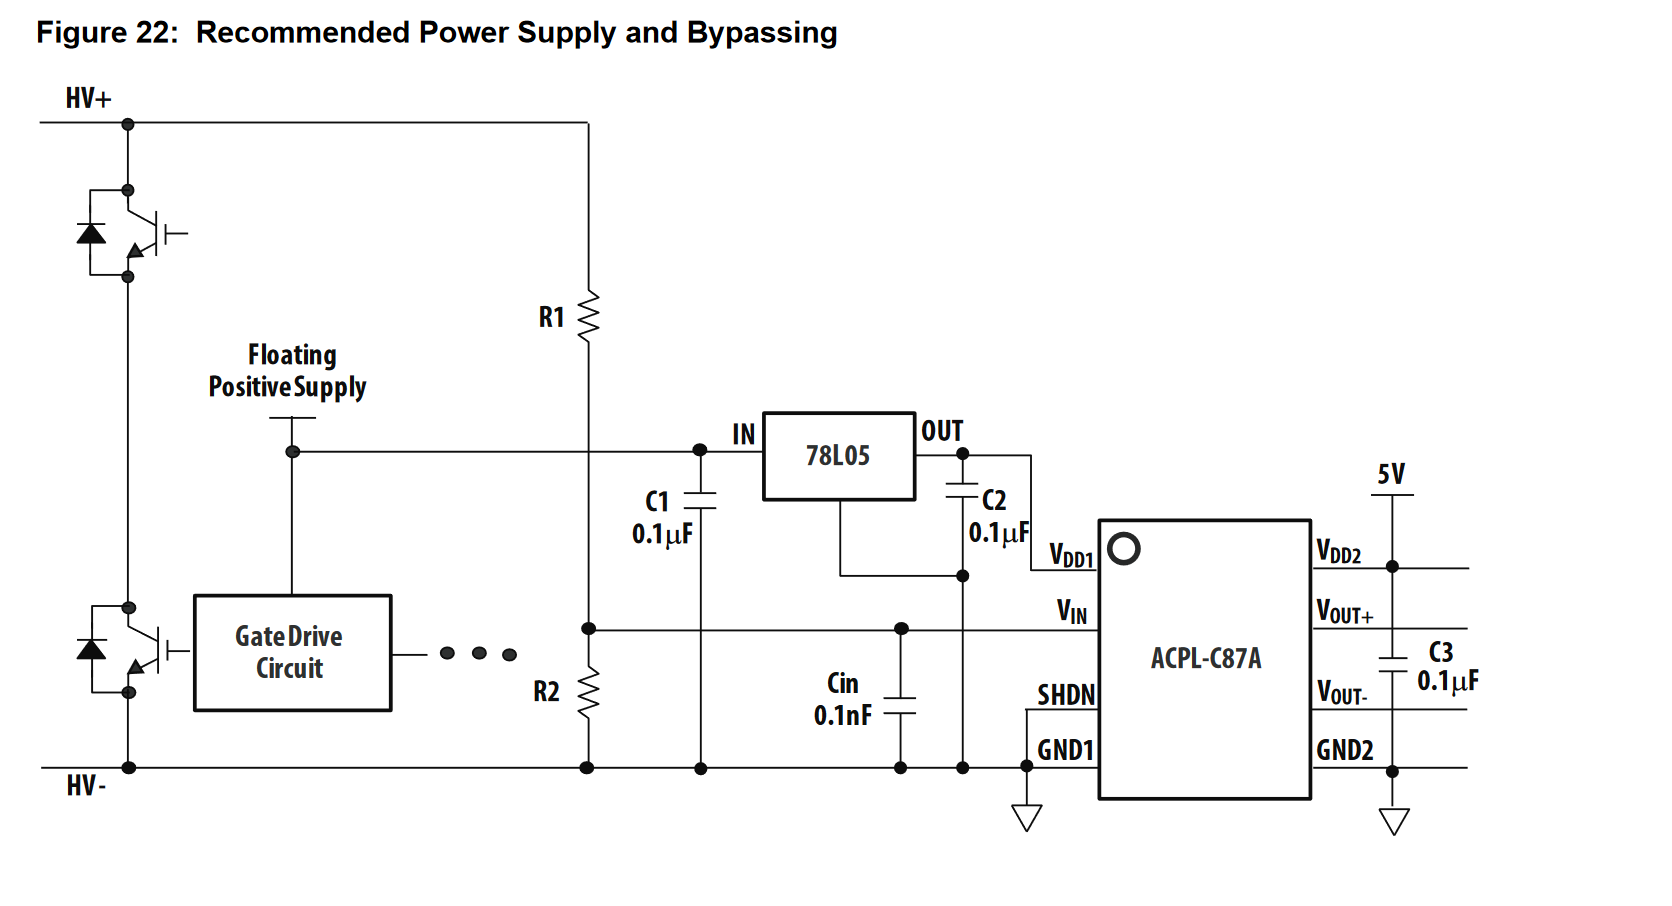 Figure 22: Recommended Power Supply and Bypassing
HV+
R1
Floating
Positive Supply
IN
78L05
OUT
C1
0.1μF
C2
0.1μF
5V
VDD1
VDD2
VIN
VOUT+
Gate Drive
Circuit
ACPL-C87A
C3
0.1μF
R2
Cin
0.1nF
SHDN
VOUT-
GND1
GND2
HV-